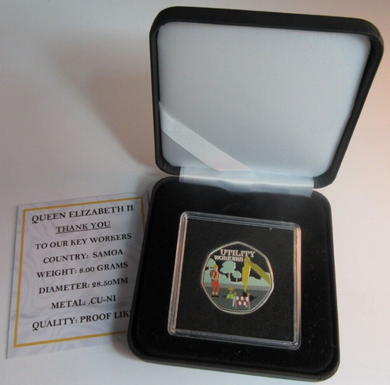 QUEEN ELIZABETH II
THANK YOU
TO OUR KEY WORKERS
COUNTRY: SAMOA
WEIGHT: 8.00 GRAMS
DIAMETER: 28.50MM
METAL: .CU-NI
QUALITY: PROOF LIKE
UTILITY
WORKERS